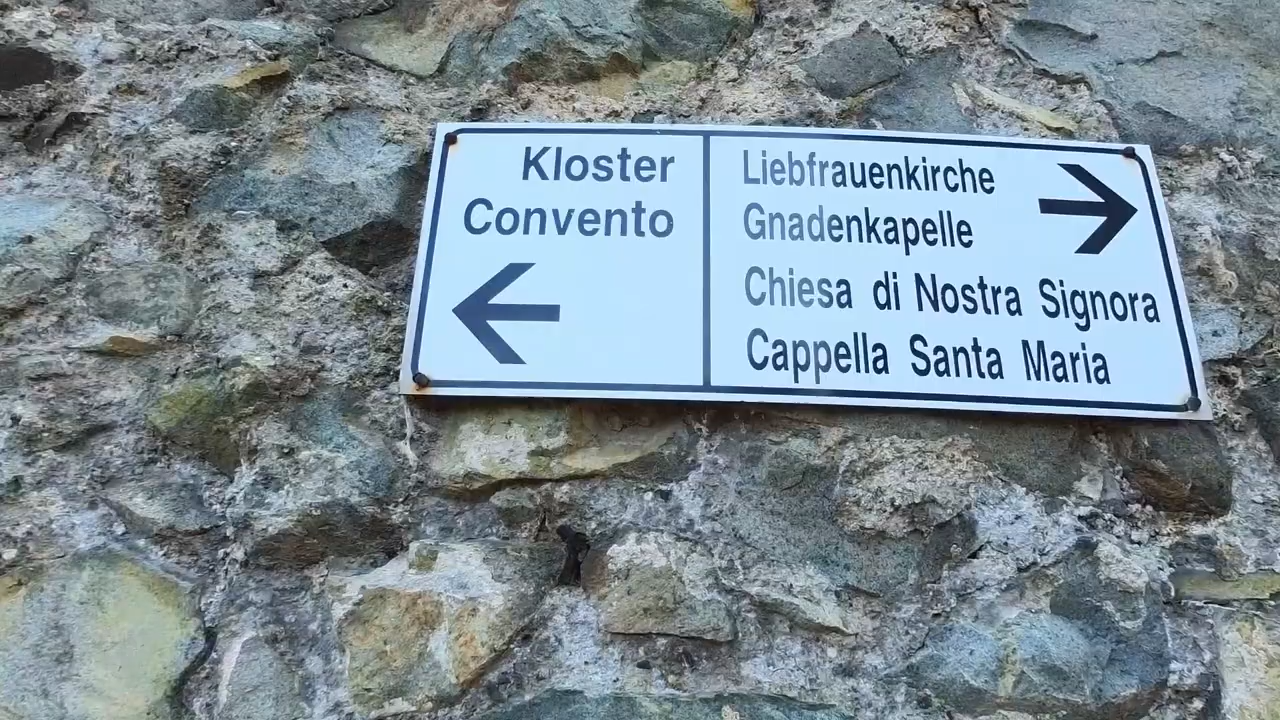 Kloster
Convento
Liebfrauenkirche
Gnadenkapelle
Chiesa di Nostra Signora
Cappella Santa Maria